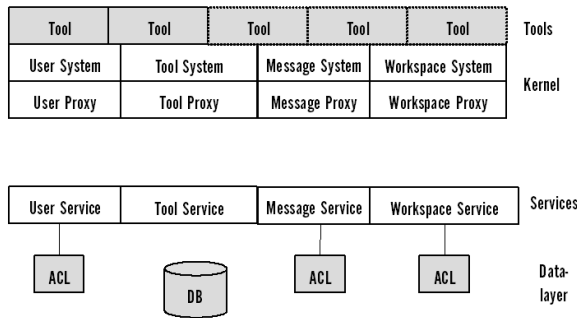 Tool Tool Tool Tool Tool Tools
User System Tool System Message System Workspace System
Kernel
User Proxy Tool Proxy Message Proxy Workspace Proxy
User Service Tool Service Message Service Workspace Service Services
ACL DB ACL ACL
Data-
layer